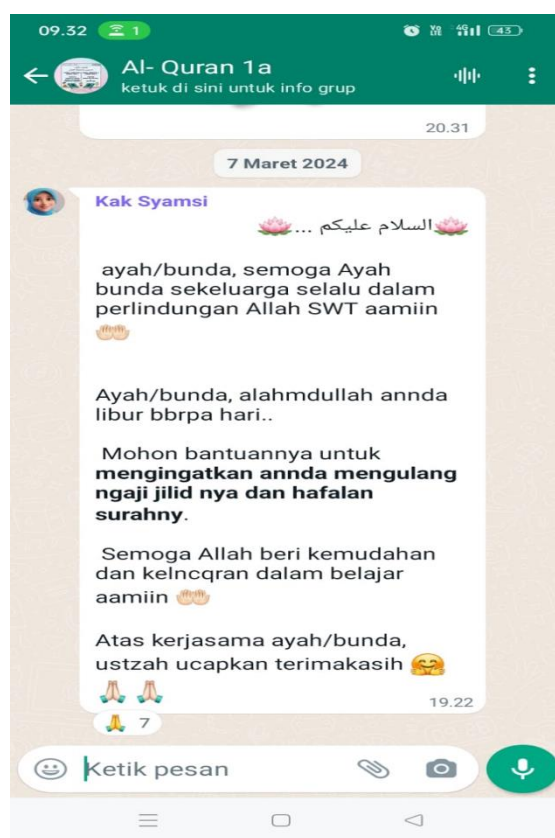 09.32 1 43
Al- Quran 1a
ketuk di sini untuk info grup
20.31
7 Maret 2024
Kak Syamsi
السلام عليكم ...
ayah/bunda, semoga Ayah
bunda sekeluarga selalu dalam
perlindungan Allah SWT aamiin
Ayah/bunda, alahmdullah annda
libur bbrpa hari..
Mohon bantuannya untuk
mengingatkan annda mengulang
ngaji jilid nya dan hafalan
surahny.
Semoga Allah beri kemudahan
dan kelncqran dalam belajar
aamiin
Atas kerjasama ayah/bunda,
ustzah ucapkan terimakasih
19.22
7
Ketik pesan